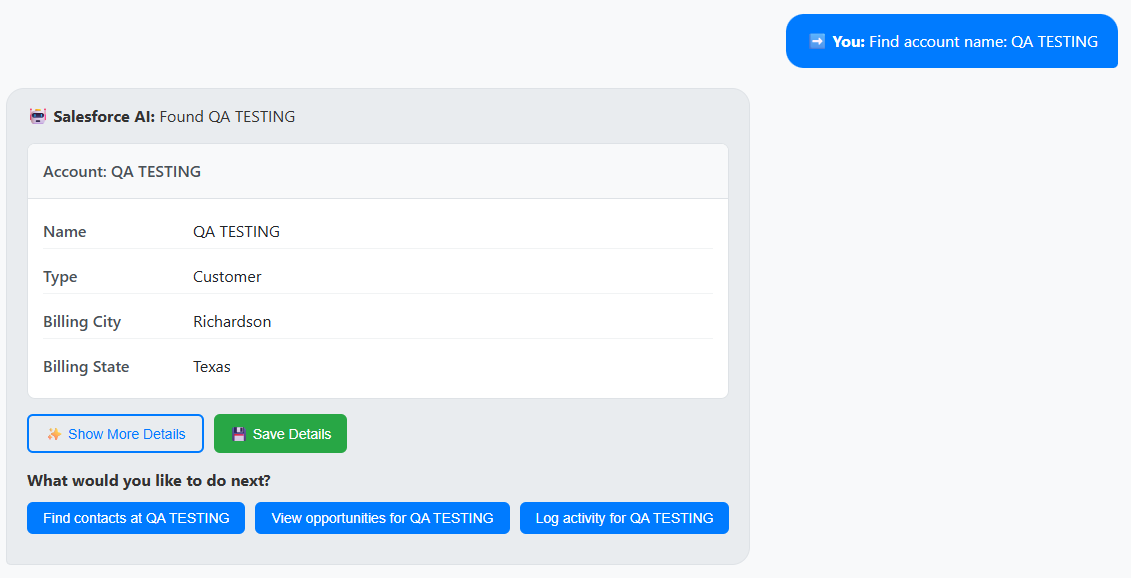 ➡️ You: Find account name: QA TESTING
🤖 Salesforce AI: Found QA TESTING
Account: QA TESTING
Name QA TESTING
Type Customer
Billing City Richardson
Billing State Texas
✨ Show More Details 💾 Save Details
What would you like to do next?
Find contacts at QA TESTING View opportunities for QA TESTING Log activity for QA TESTING